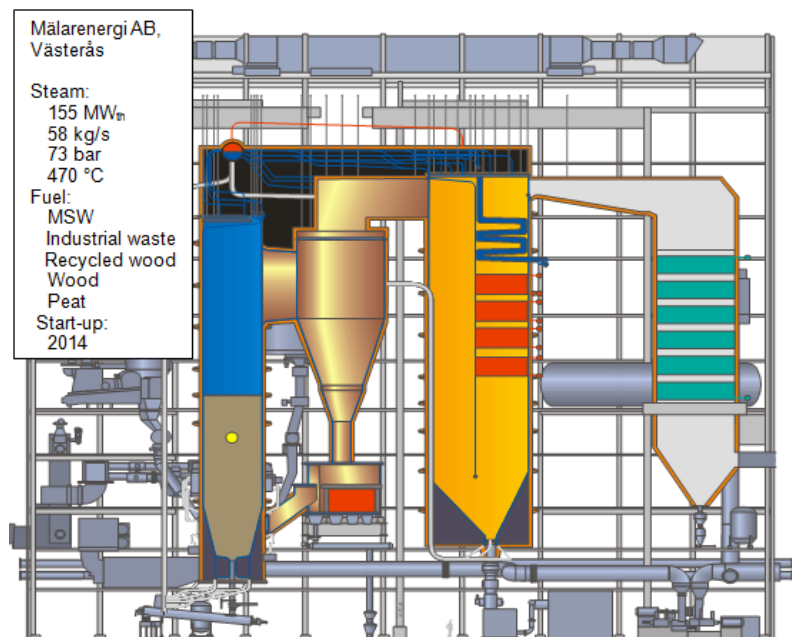 Mälarenergi AB,
Västerås
Steam:
155 MWth
58 kg/s
73 bar
470 °C
Fuel:
MSW
Industrial waste
Recycled wood
Wood
Peat
Start-up:
2014